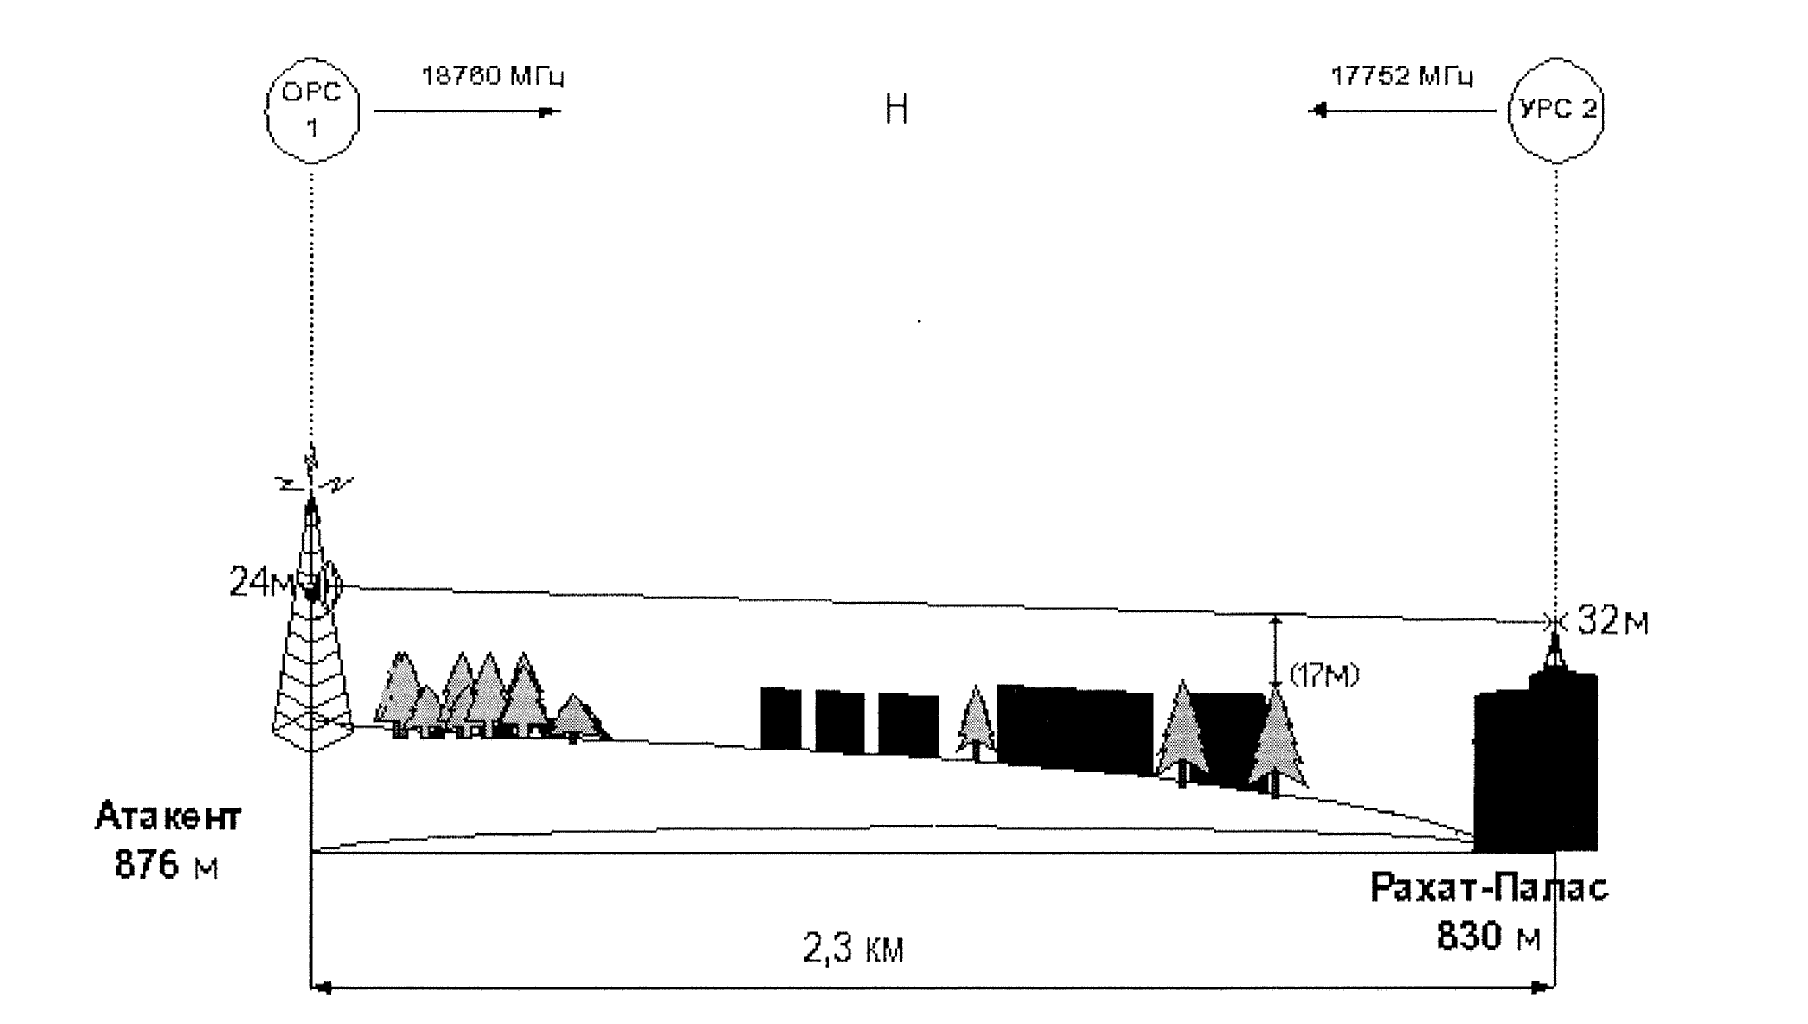 ОРС
1
18760 МГц
Н
17752 МГц
УРС 2
24м
32м
(17м)
Атакент
876 м
Рахат-Палас
830 м
2,3 км